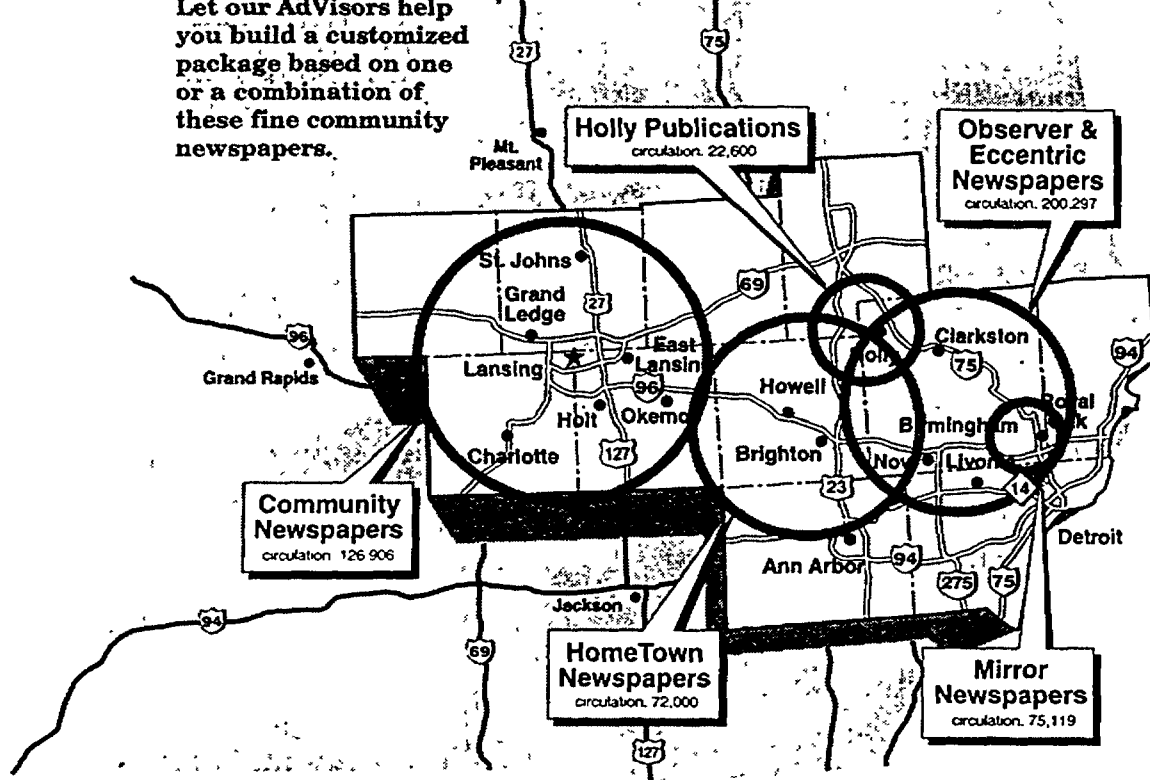 Let our AdVisors help
you build a customized
package based on one
or a combination of
these fine community
newspapers.
27
75
Mt.
Pleasant
Holly Publications
circulation. 22,600
Observer &
Eccentric
Newspapers
circulation. 200.297
St. Johns
Grand
Ledge
27
69
96
Grand Rapids
Lansing
East
Lansin
96
Holt
Okemo
Charlotte
127
Howell
Brighton
23
Clarkston
75
94
Birmingham
14
Community
Newspapers
circulation 126 906
Ann Arbor
94
275
75
Detroit
Jackson
94
69
127
HomeTown
Newspapers
circulation. 72,000
Mirror
Newspapers
circulation. 75,119